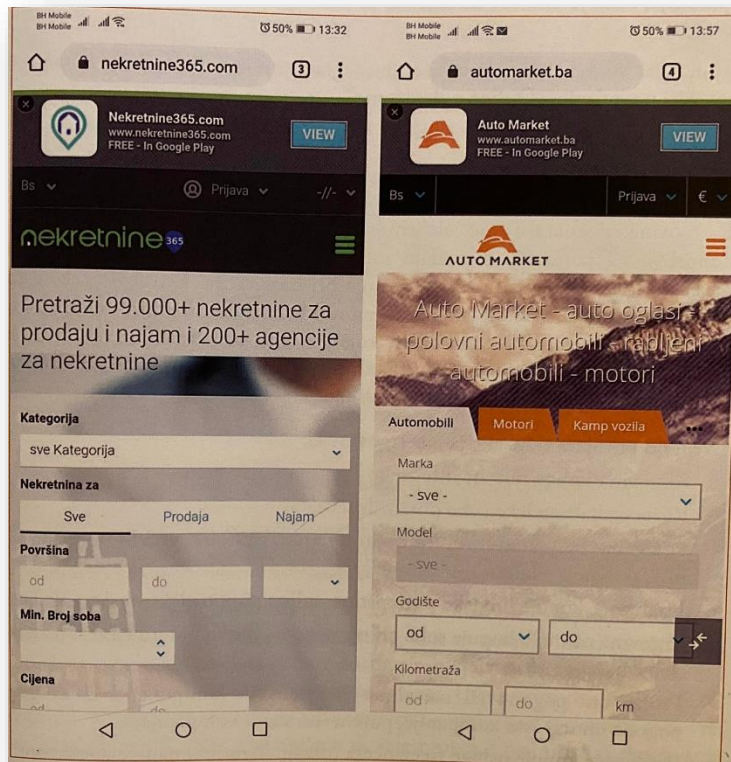 BH Mobile
BH Mobile
50% 13:32
nekretnine365.com
3
Nekretnine365.com
www.nekretnine365.com
FREE - In Google Play
VIEW
Bs
Prijava
-//-
nekretnine 365
Pretraži 99.000+ nekretnine za
prodaju i najam i 200+ agencije
za nekretnine
Kategorija
sve Kategorija
Nekretnina za
Sve Prodaja Najam
Površina
od do
Min. Broj soba
Cijena
od do
BH Mobile
BH Mobile
50% 13:57
automarket.ba
4
Auto Market
www.automarket.ba
FREE - In Google Play
VIEW
Bs
Prijava
€
AUTO MARKET
Auto Market - auto oglasi -
polovni automobili - rabljeni
automobili - motori
Automobili Motori Kamp vozila
Marka
- sve -
Model
- sve -
Godište
od do
Kilometraža
od do km